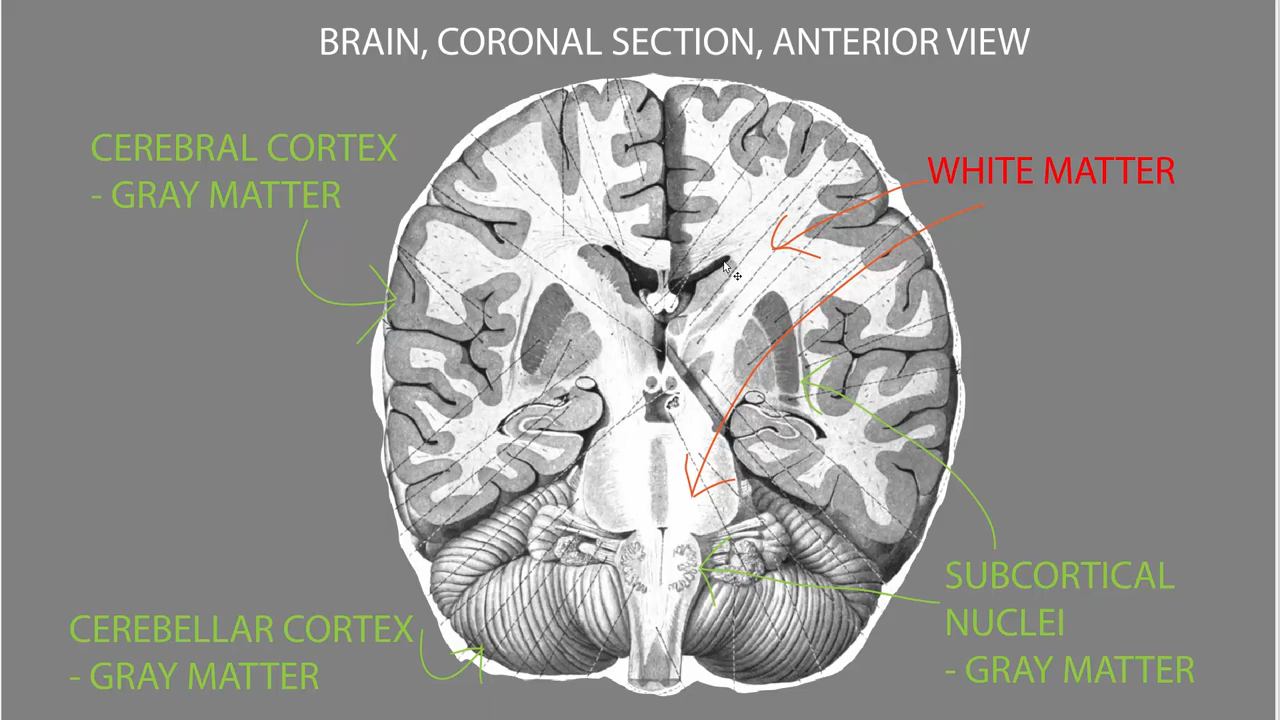 BRAIN, CORONAL SECTION, ANTERIOR VIEW
CEREBRAL CORTEX
- GRAY MATTER
WHITE MATTER
SUBCORTICAL
NUCLEI
- GRAY MATTER
CEREBELLAR CORTEX
- GRAY MATTER